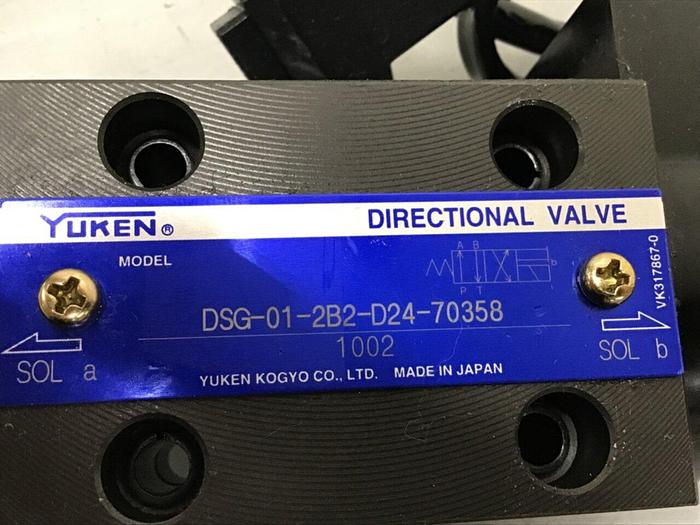 YUKEN ® DIRECTIONAL VALVE
MODEL
A B
b
P T
DSG-01-2B2-D24-70358
1002
SOL a
SOL b
YUKEN KOGYO CO., LTD. MADE IN JAPAN
VK317867-0